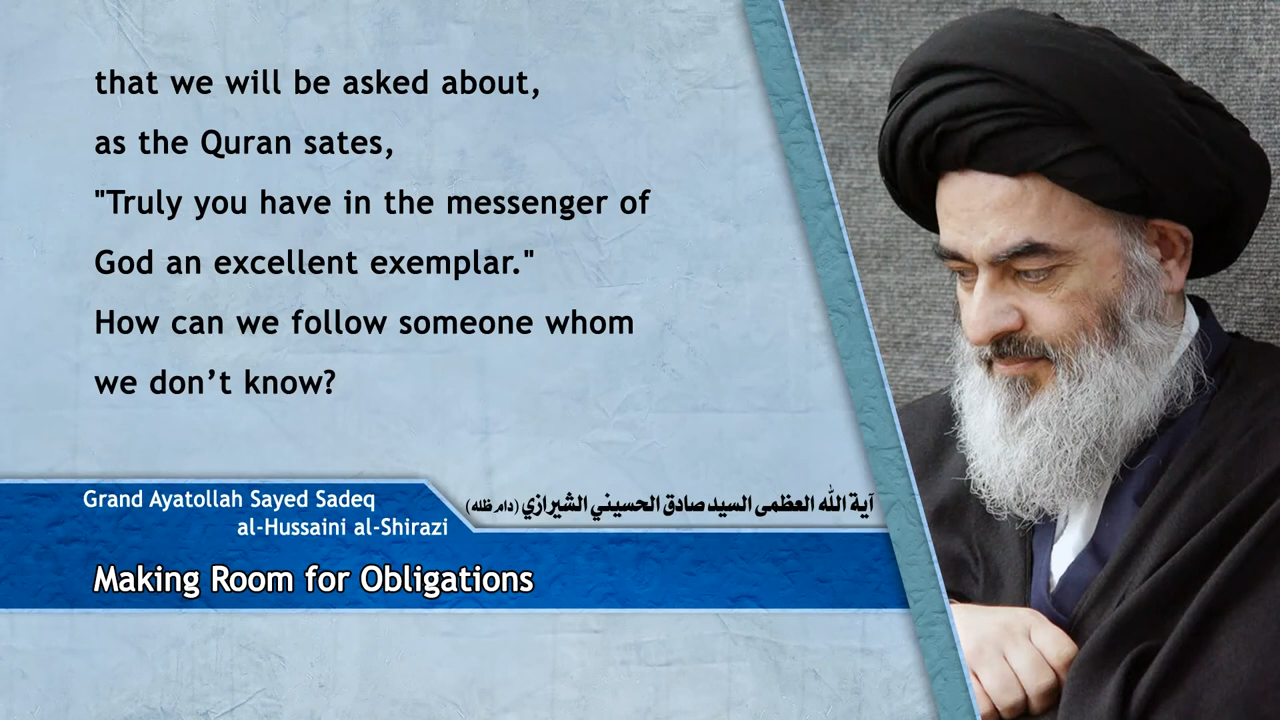 that we will be asked about,
as the Quran sates,
"Truly you have in the messenger of
God an excellent exemplar."
How can we follow someone whom
we don’t know?
Grand Ayatollah Sayed Sadeq
al-Hussaini al-Shirazi
آية الله العظمى السيد صادق الحسيني الشيرازي (دام ظله)
Making Room for Obligations